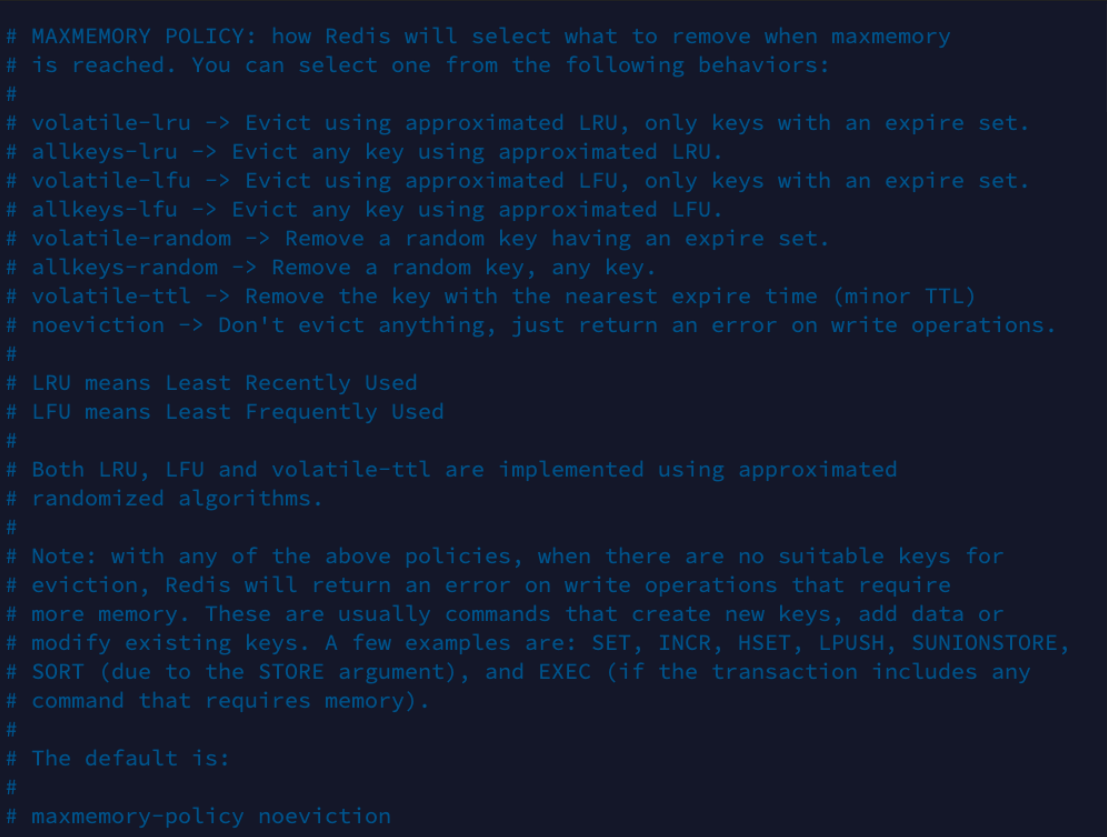 # MAXMEMORY POLICY: how Redis will select what to remove when maxmemory
# is reached. You can select one from the following behaviors:
#
# volatile-lru -> Evict using approximated LRU, only keys with an expire set.
# allkeys-lru -> Evict any key using approximated LRU.
# volatile-lfu -> Evict using approximated LFU, only keys with an expire set.
# allkeys-lfu -> Evict any key using approximated LFU.
# volatile-random -> Remove a random key having an expire set.
# allkeys-random -> Remove a random key, any key.
# volatile-ttl -> Remove the key with the nearest expire time (minor TTL)
# noeviction -> Don't evict anything, just return an error on write operations.
#
# LRU means Least Recently Used
# LFU means Least Frequently Used
#
# Both LRU, LFU and volatile-ttl are implemented using approximated
# randomized algorithms.
#
# Note: with any of the above policies, when there are no suitable keys for
# eviction, Redis will return an error on write operations that require
# more memory. These are usually commands that create new keys, add data or
# modify existing keys. A few examples are: SET, INCR, HSET, LPUSH, SUNIONSTORE,
# SORT (due to the STORE argument), and EXEC (if the transaction includes any
# command that requires memory).
#
# The default is:
#
# maxmemory-policy noeviction